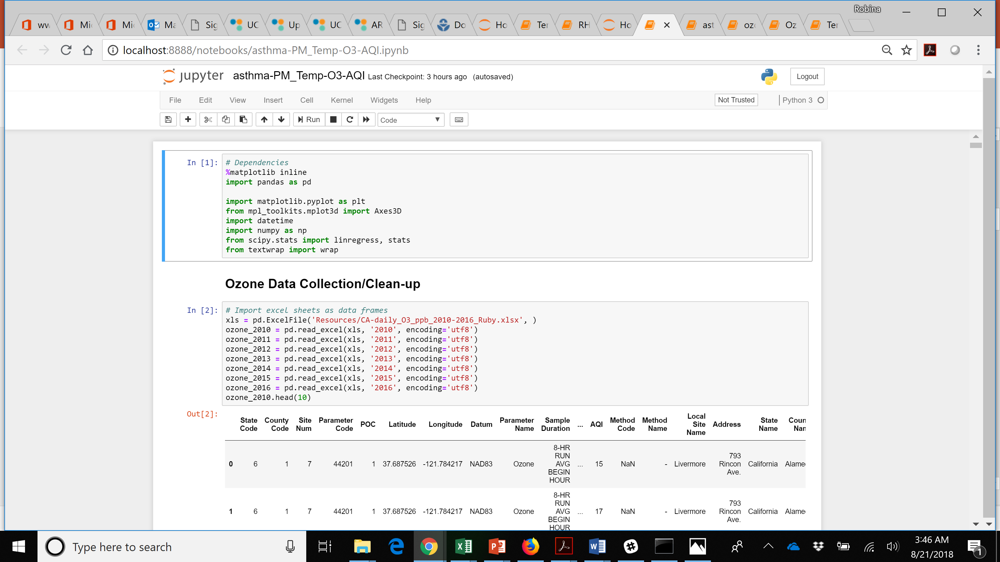 Robina
ww Mic Mic Ma Sig UC Up UC AR Sig Do Ho Ter RH Ho ast ozo Oz Ter
localhost:8888/notebooks/asthma-PM_Temp-O3-AQI.ipynb
jupyter asthma-PM_Temp-O3-AQI Last Checkpoint: 3 hours ago (autosaved) Logout
File Edit View Insert Cell Kernel Widgets Help Not Trusted Python 3
Run Code
In [1]: # Dependencies
%matplotlib inline
import pandas as pd
import matplotlib.pyplot as plt
from mpl_toolkits.mplot3d import Axes3D
import datetime
import numpy as np
from scipy.stats import linregress, stats
from textwrap import wrap
Ozone Data Collection/Clean-up
In [2]: # Import excel sheets as data frames
xls = pd.ExcelFile('Resources/CA-daily_O3_ppb_2010-2016_Ruby.xlsx', )
ozone_2010 = pd.read_excel(xls, '2010', encoding='utf8')
ozone_2011 = pd.read_excel(xls, '2011', encoding='utf8')
ozone_2012 = pd.read_excel(xls, '2012', encoding='utf8')
ozone_2013 = pd.read_excel(xls, '2013', encoding='utf8')
ozone_2014 = pd.read_excel(xls, '2014', encoding='utf8')
ozone_2015 = pd.read_excel(xls, '2015', encoding='utf8')
ozone_2016 = pd.read_excel(xls, '2016', encoding='utf8')
ozone_2010.head(10)
Out[2]:
State Code County Code Site Num Parameter Code POC Latitude Longitude Datum Parameter Name Sample Duration ... AQI Method Code Method Name Local Site Name Address State Name Coun Nan
0 6 1 7 44201 1 37.687526 -121.784217 NAD83 Ozone 8-HR RUN AVG BEGIN HOUR ... 15 NaN - Livermore 793 Rincon Ave. California Alame
1 6 1 7 44201 1 37.687526 -121.784217 NAD83 Ozone 8-HR RUN AVG BEGIN HOUR ... 17 NaN - Livermore 793 Rincon Ave. California Alame
Type here to search
3:46 AM
8/21/2018
1